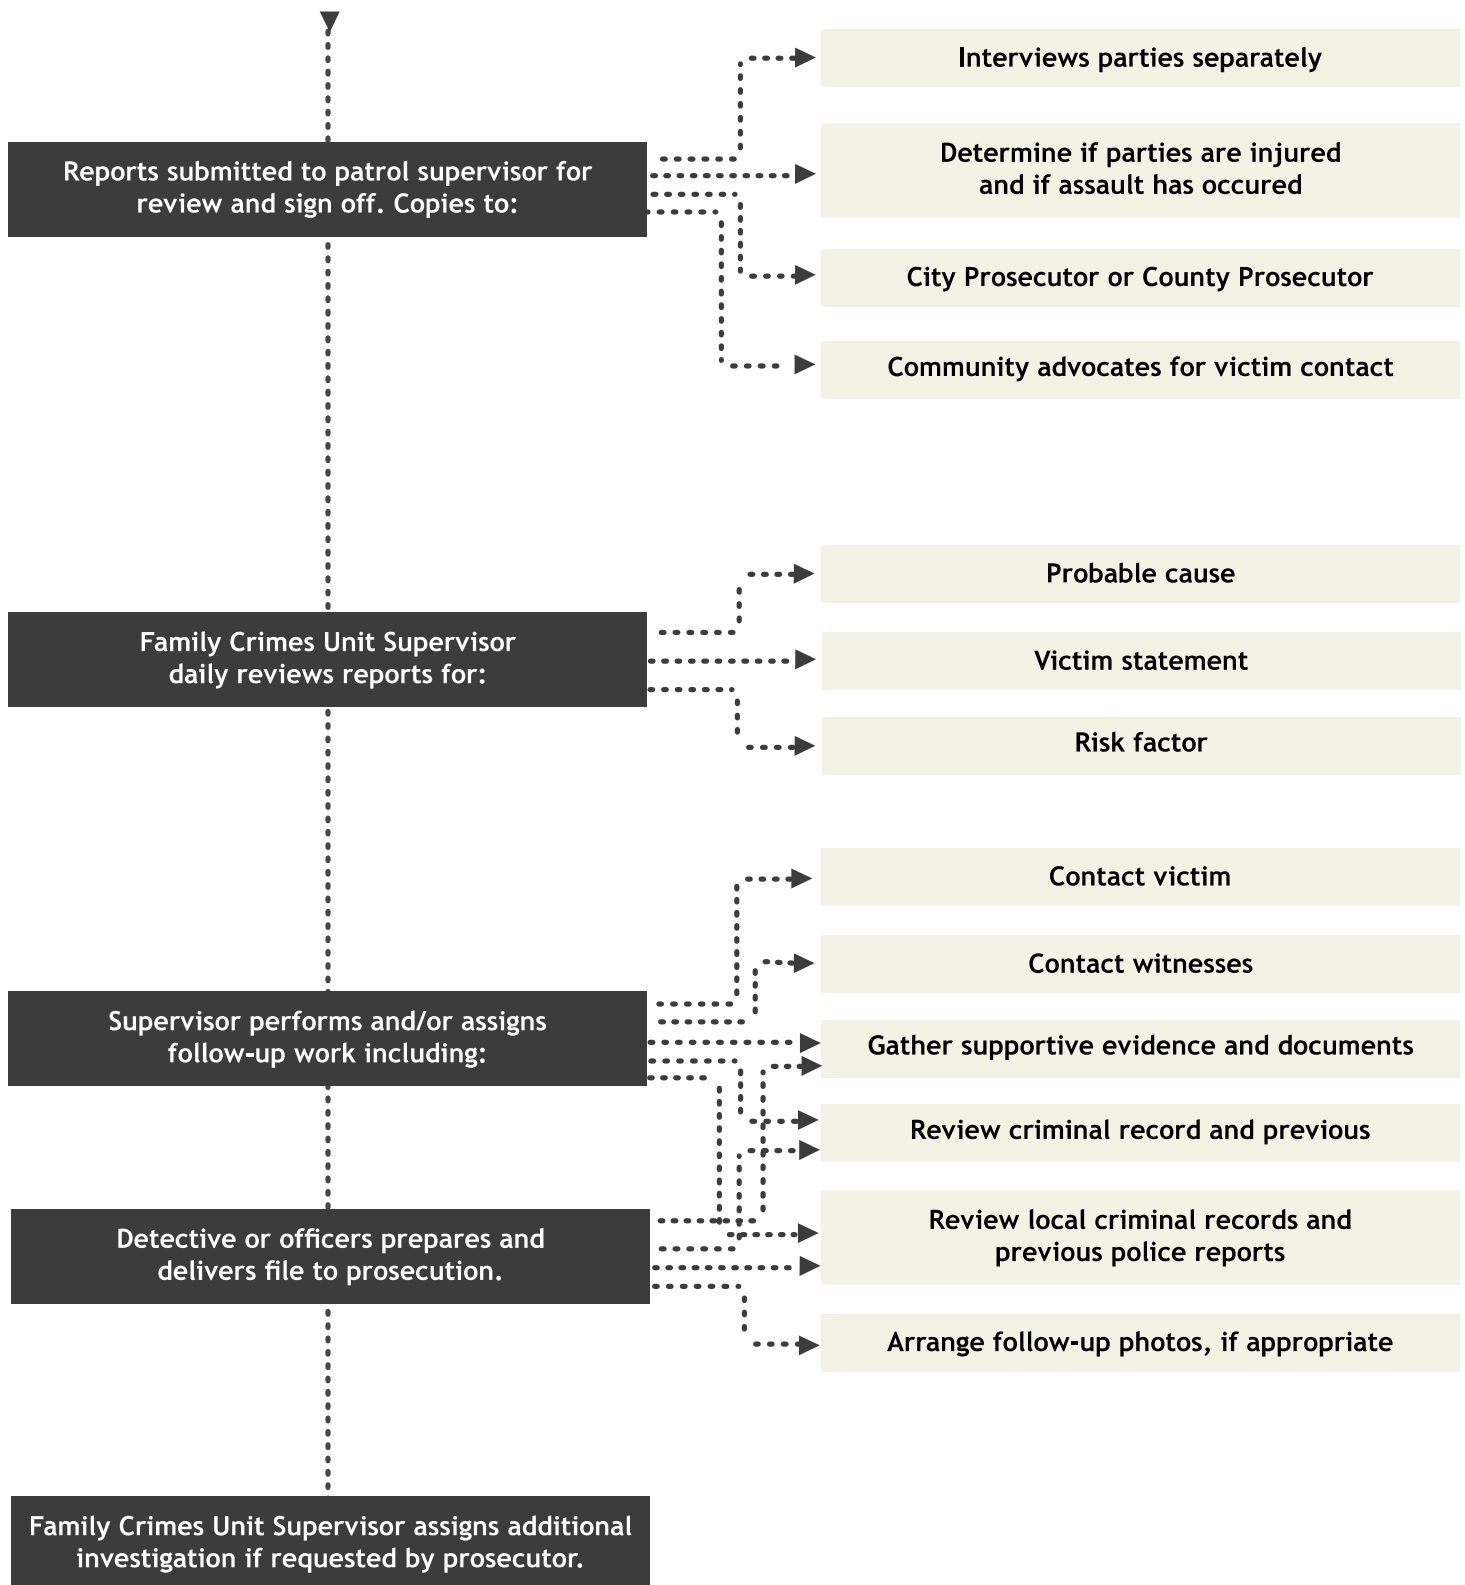 Interviews parties separately
Reports submitted to patrol supervisor for
review and sign off. Copies to:
Determine if parties are injured
and if assault has occured
City Prosecutor or County Prosecutor
Community advocates for victim contact
Family Crimes Unit Supervisor
daily reviews reports for:
Probable cause
Victim statement
Risk factor
Supervisor performs and/or assigns
follow-up work including:
Contact victim
Contact witnesses
Gather supportive evidence and documents
Review criminal record and previous
Detective or officers prepares and
delivers file to prosecution.
Review local criminal records and
previous police reports
Arrange follow-up photos, if appropriate
Family Crimes Unit Supervisor assigns additional
investigation if requested by prosecutor.